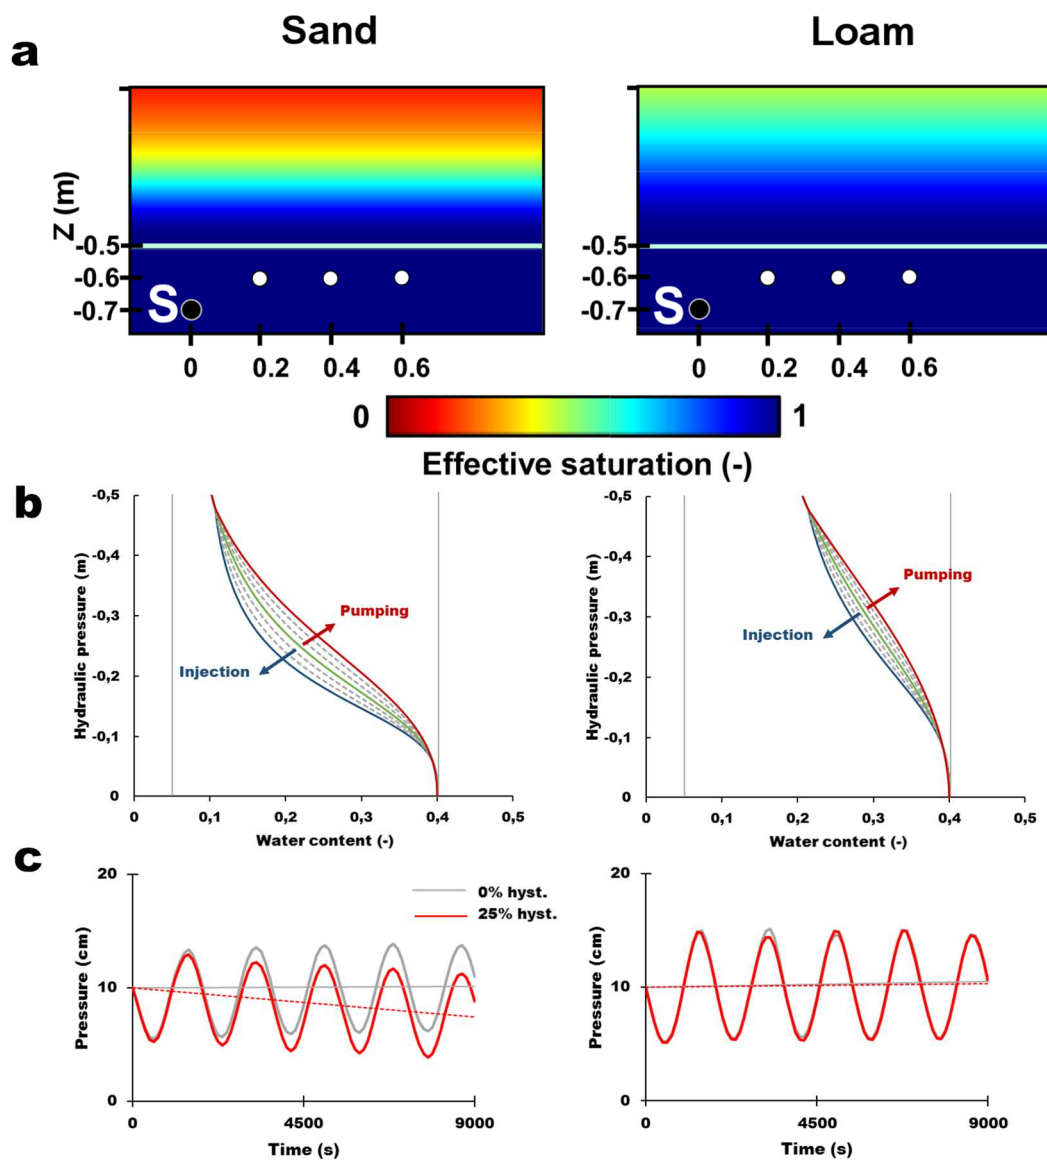 Sand
Loam
a
Z (m)
-0.5
-0.6
-0.7
S
0
0.2
0.4
0.6
-0.5
-0.6
-0.7
S
0
0.2
0.4
0.6
0
1
Effective saturation (-)
b
Hydraulic pressure (m)
-0,5
-0,4
-0,3
-0,2
-0,1
0
Pumping
Injection
0
0,1
0,2
0,3
0,4
0,5
Water content (-)
Hydraulic pressure (m)
-0,5
-0,4
-0,3
-0,2
-0,1
0
Pumping
Injection
0
0,1
0,2
0,3
0,4
0,5
Water content (-)
c
Pressure (cm)
20
10
0
0% hyst.
25% hyst.
0
4500
9000
Time (s)
Pressure (cm)
20
10
0
0
4500
9000
Time (s)